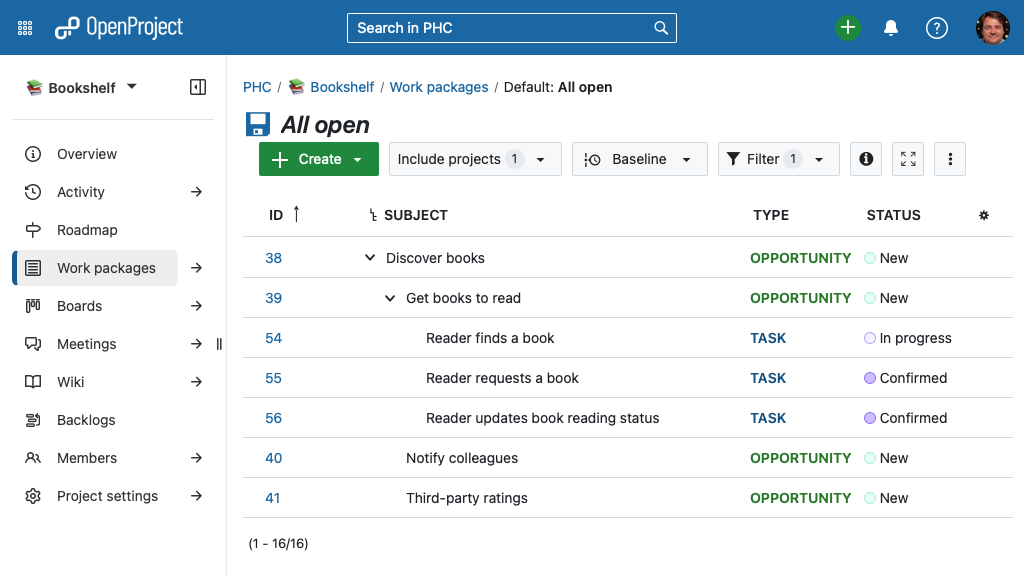 OpenProject
Search in PHC
Bookshelf
PHC / Bookshelf / Work packages / Default: All open
All open
Create
Include projects 1
Baseline
Filter 1
Overview
Activity
Roadmap
Work packages
Boards
Meetings
Wiki
Backlogs
Members
Project settings
ID SUBJECT TYPE STATUS
38 Discover books OPPORTUNITY New
39 Get books to read OPPORTUNITY New
54 Reader finds a book TASK In progress
55 Reader requests a book TASK Confirmed
56 Reader updates book reading status TASK Confirmed
40 Notify colleagues OPPORTUNITY New
41 Third-party ratings OPPORTUNITY New
(1 - 16/16)